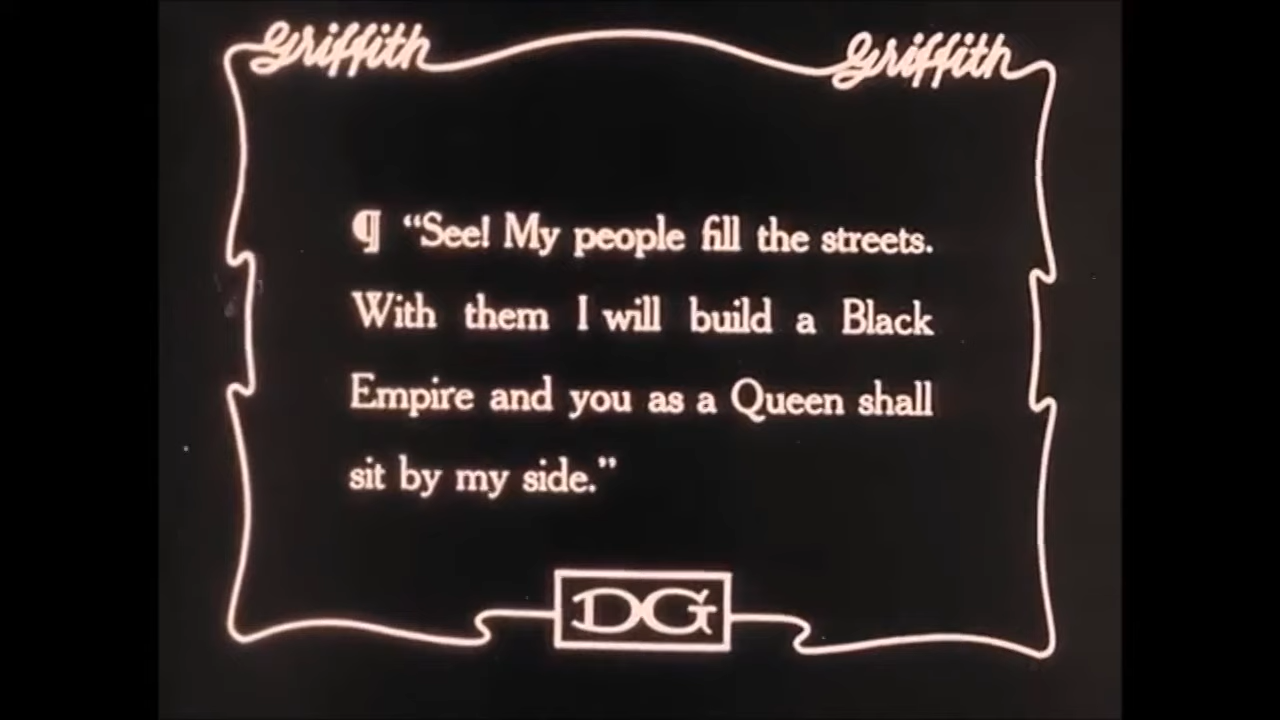 Griffith Griffith
¶ “See! My people fill the streets.
With them I will build a Black
Empire and you as a Queen shall
sit by my side.”
DG